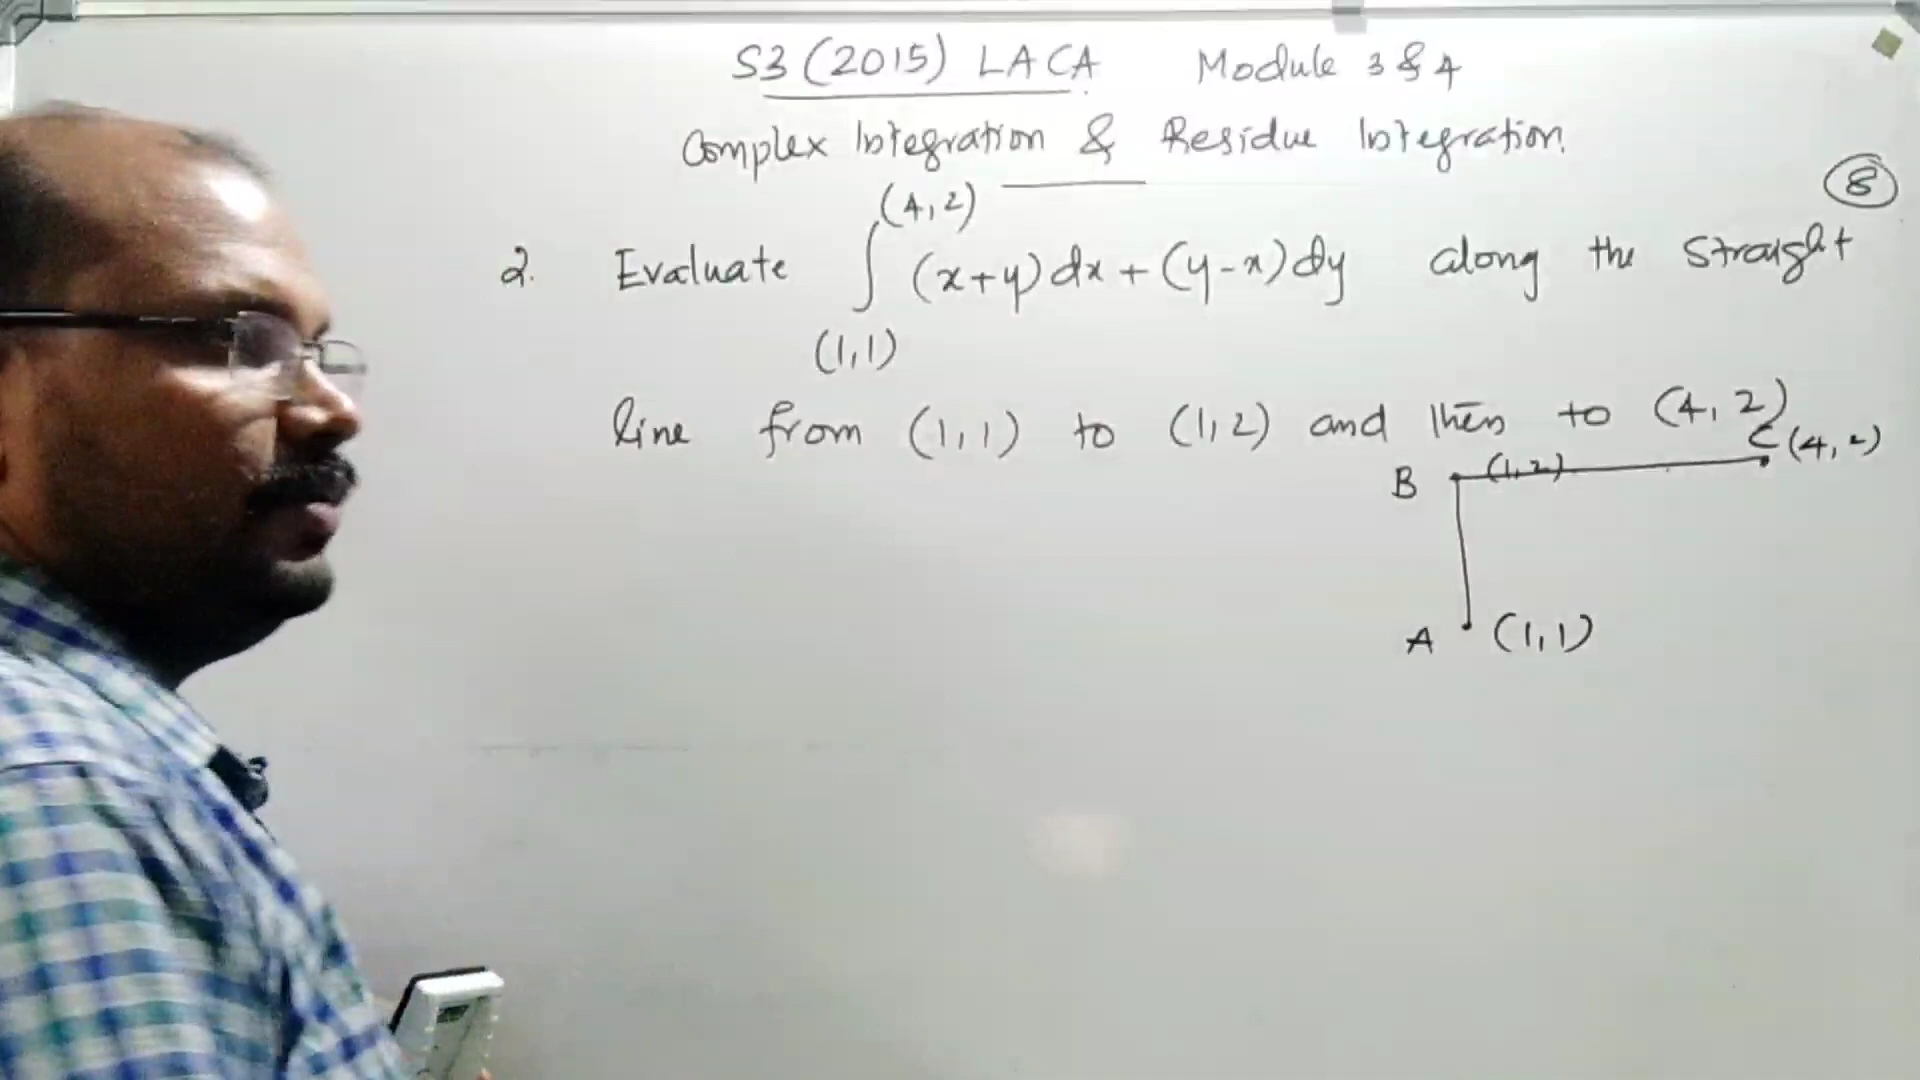 S3 (2015) LACA Module 3 & 4
Complex Integration & Residue Integration.
8
2. Evaluate ∫ (1,1) (4,2) (x+y) dx + (y-x) dy along the straight
line from (1,1) to (1,2) and then to (4,2)
B (1,2) C (4,2)
A (1,1)